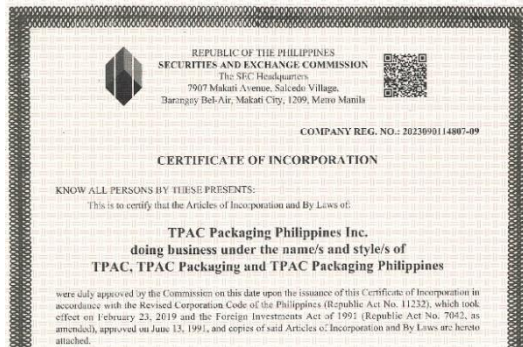 REPUBLIC OF THE PHILIPPINES
SECURITIES AND EXCHANGE COMMISSION
The SEC Headquarters
7907 Makati Avenue, Salcedo Village,
Barangay Bel-Air, Makati City, 1209, Metro Manila
COMPANY REG. NO.: 2023090114807-09
CERTIFICATE OF INCORPORATION
KNOW ALL PERSONS BY THESE PRESENTS:
This is to certify that the Articles of Incorporation and By Laws of:
TPAC Packaging Philippines Inc.
doing business under the name/s and style/s of
TPAC, TPAC Packaging and TPAC Packaging Philippines
were duly approved by the Commission on this date upon the issuance of this Certificate of Incorporation in
accordance with the Revised Corporation Code of the Philippines (Republic Act No. 11232), which took
effect on February 23, 2019 and the Foreign Investments Act of 1991 (Republic Act No. 7042, as
amended), approved on June 13, 1991, and copies of said Articles of Incorporation and By Laws are hereto
attached.